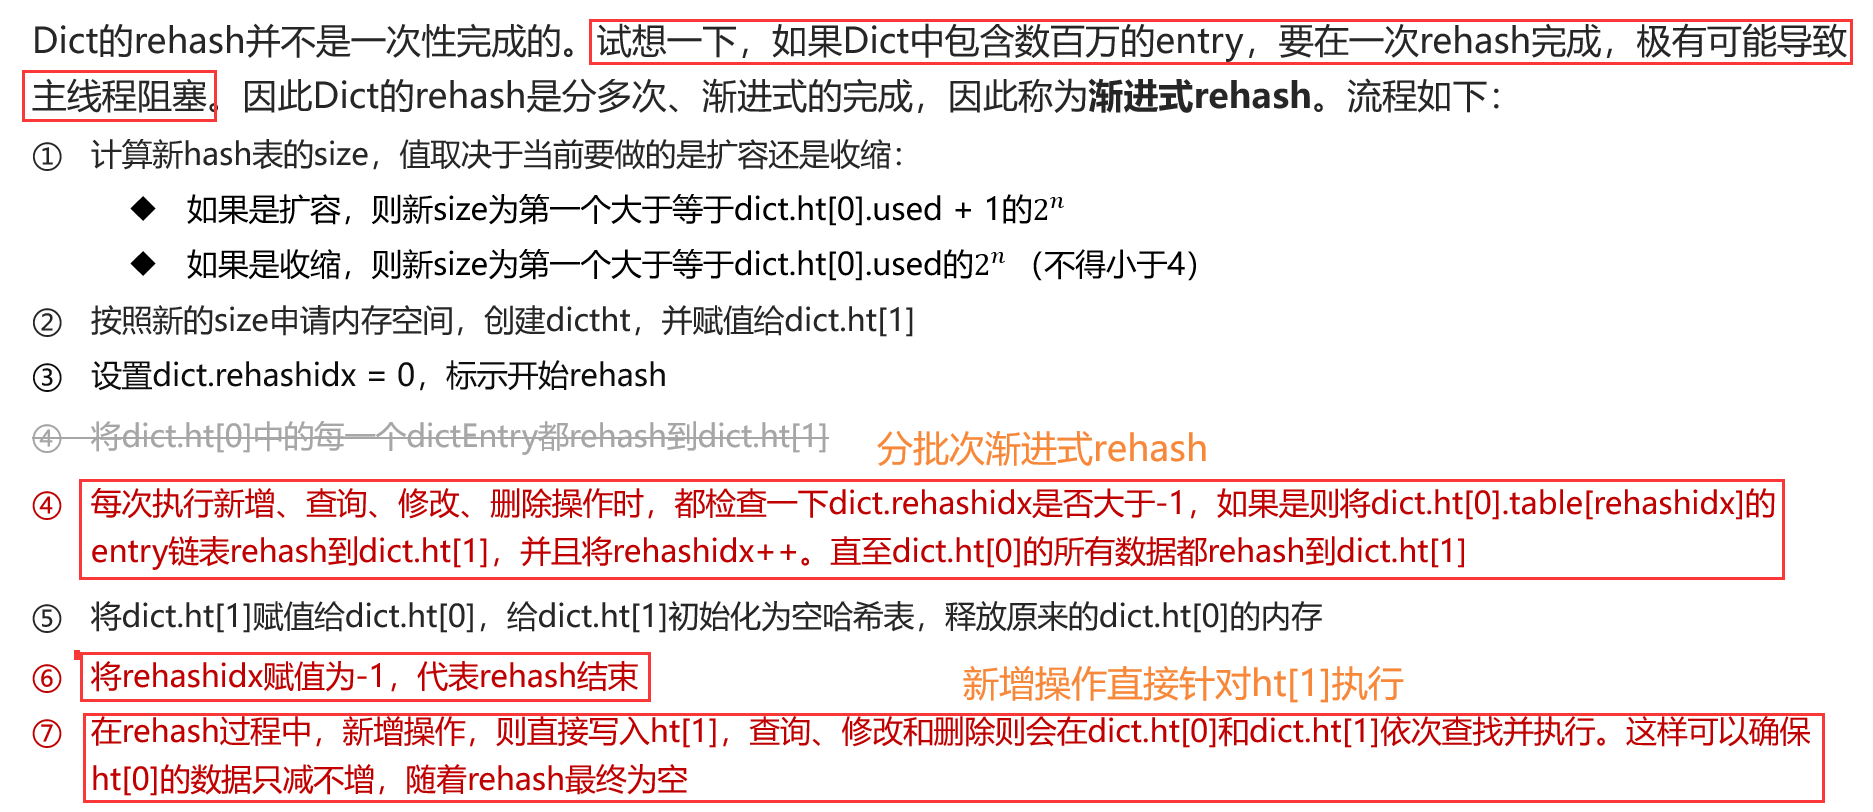 Dict的rehash并不是一次性完成的。试想一下，如果Dict中包含数百万的entry，要在一次rehash完成，极有可能导致
主线程阻塞。因此Dict的rehash是分多次、渐进式的完成，因此称为渐进式rehash。流程如下：
① 计算新hash表的size，值取决于当前要做的是扩容还是收缩：
◆ 如果是扩容，则新size为第一个大于等于dict.ht[0].used + 1的2ⁿ
◆ 如果是收缩，则新size为第一个大于等于dict.ht[0].used的2ⁿ （不得小于4）
② 按照新的size申请内存空间，创建dictht，并赋值给dict.ht[1]
③ 设置dict.rehashidx = 0，标示开始rehash
④ 将dict.ht[0]中的每一个dictEntry都rehash到dict.ht[1]
分批次渐进式rehash
④ 每次执行新增、查询、修改、删除操作时，都检查一下dict.rehashidx是否大于-1，如果是则将dict.ht[0].table[rehashidx]的
entry链表rehash到dict.ht[1]，并且将rehashidx++。直至dict.ht[0]的所有数据都rehash到dict.ht[1]
⑤ 将dict.ht[1]赋值给dict.ht[0]，给dict.ht[1]初始化为空哈希表，释放原来的dict.ht[0]的内存
⑥ 将rehashidx赋值为-1，代表rehash结束
新增操作直接针对ht[1]执行
⑦ 在rehash过程中，新增操作，则直接写入ht[1]，查询、修改和删除则会在dict.ht[0]和dict.ht[1]依次查找并执行。这样可以确保
ht[0]的数据只减不增，随着rehash最终为空